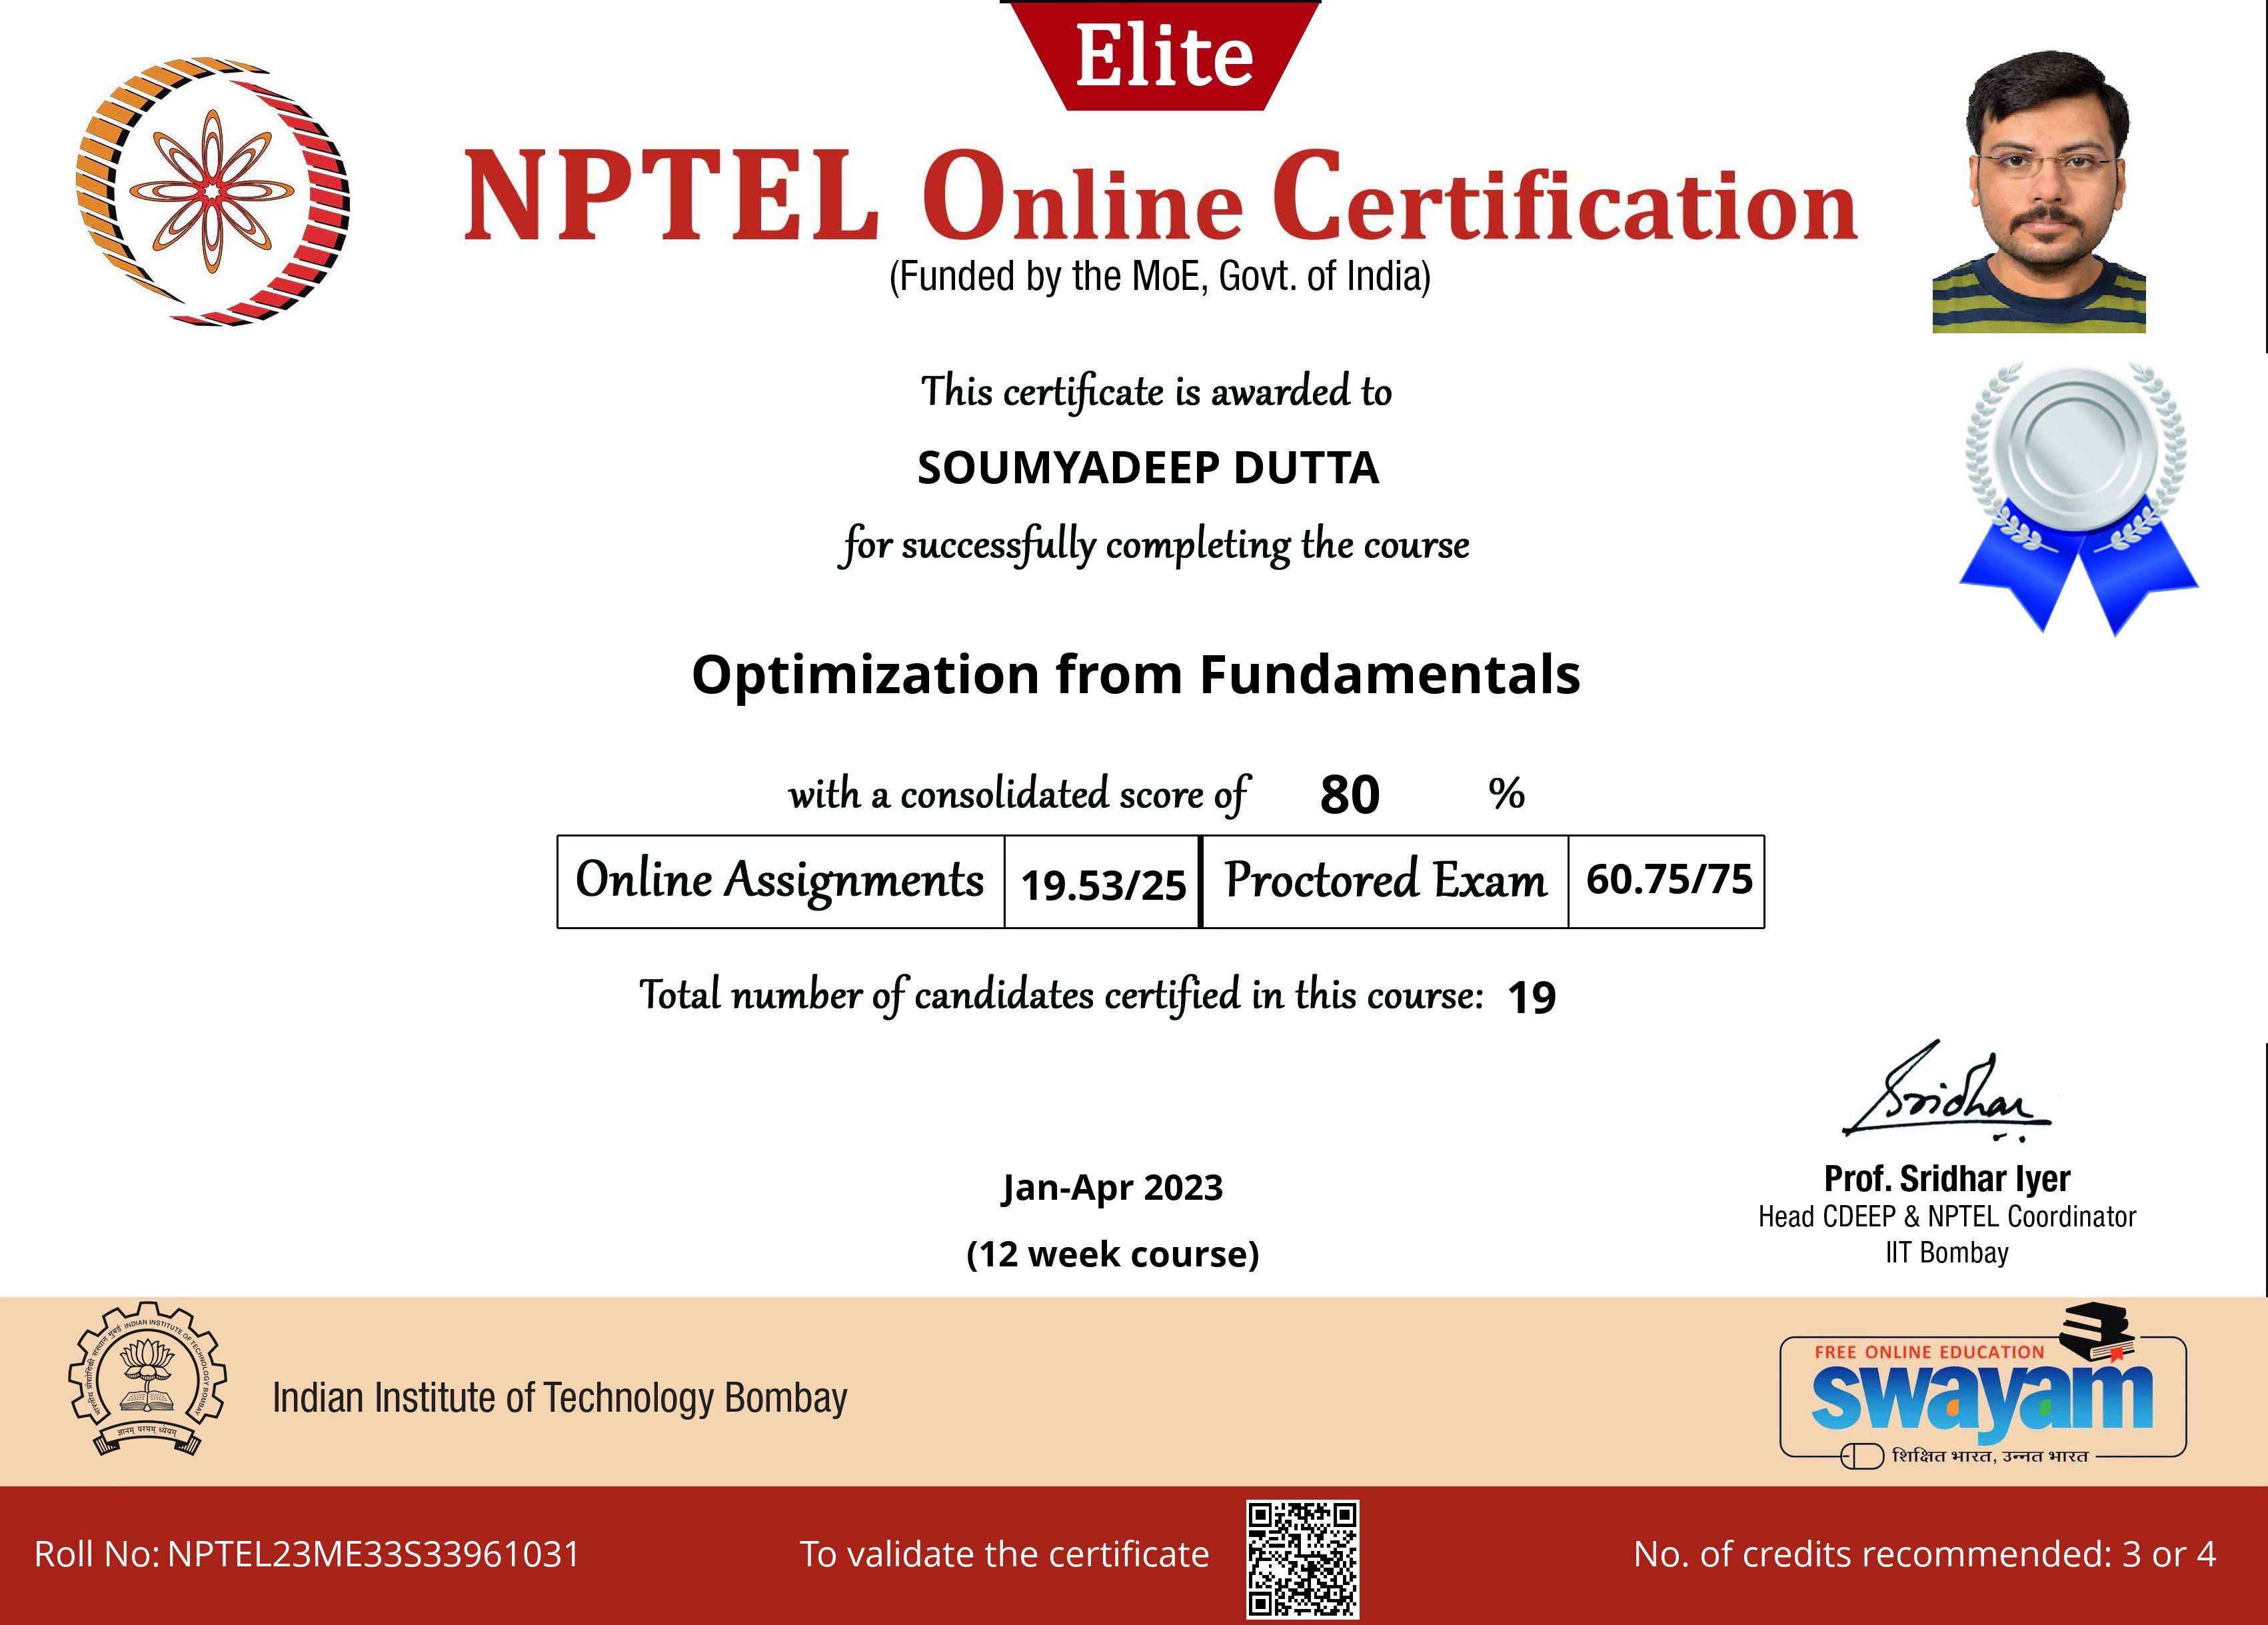 Elite
NPTEL Online Certification
(Funded by the MoE, Govt. of India)
This certificate is awarded to
SOUMYADEEP DUTTA
for successfully completing the course
Optimization from Fundamentals
with a consolidated score of 80 %
Online Assignments 19.53/25 Proctored Exam 60.75/75
Total number of candidates certified in this course: 19
Sridhar
Jan-Apr 2023
(12 week course)
Prof. Sridhar Iyer
Head CDEEP & NPTEL Coordinator
IIT Bombay
भारतीय प्रौद्योगिकी संस्थान मुंबई INDIAN INSTITUTE OF TECHNOLOGY BOMBAY
ज्ञानम् परमम् ध्येयम्
Indian Institute of Technology Bombay
FREE ONLINE EDUCATION
swayam
शिक्षित भारत, उन्नत भारत
Roll No: NPTEL23ME33S33961031
To validate the certificate
No. of credits recommended: 3 or 4